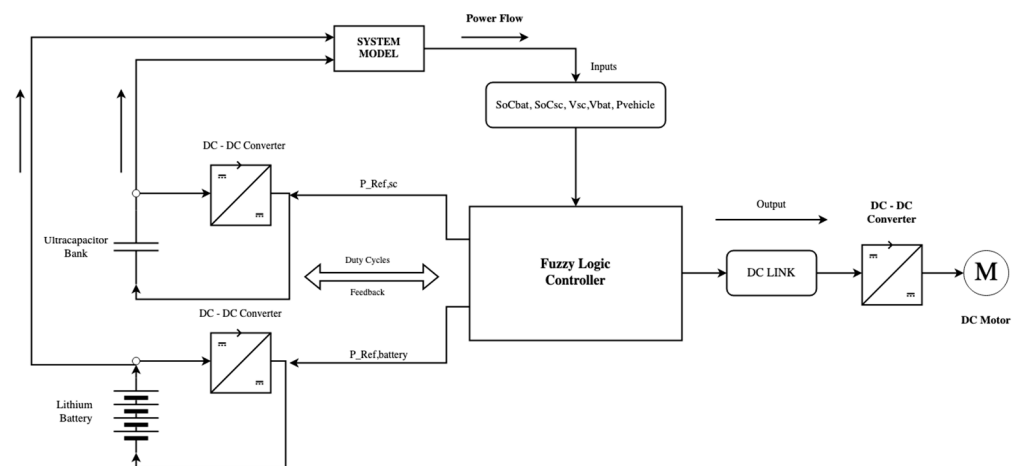 Power Flow
SYSTEM
MODEL
Inputs
SoCbat, SoCsc, Vsc,Vbat, Pvehicle
DC - DC Converter
P_Ref,sc
Output
DC - DC
Converter
Ultracapacitor
Bank
Duty Cycles
Feedback
Fuzzy Logic
Controller
DC LINK
M
DC Motor
DC - DC Converter
P_Ref,battery
Lithium
Battery